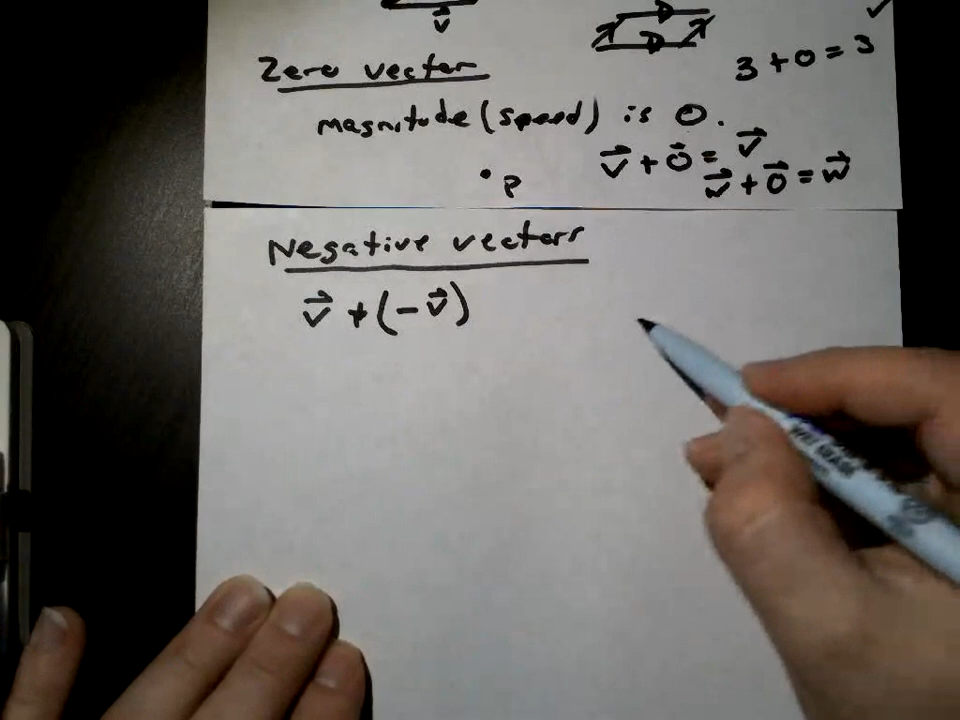 v⃗
Zero vector
3 + 0 = 3
magnitude (speed) is 0.
v⃗ + 0⃗ = v⃗
w⃗ + 0⃗ = w⃗
P
Negative vectors
v⃗ + (-v⃗)